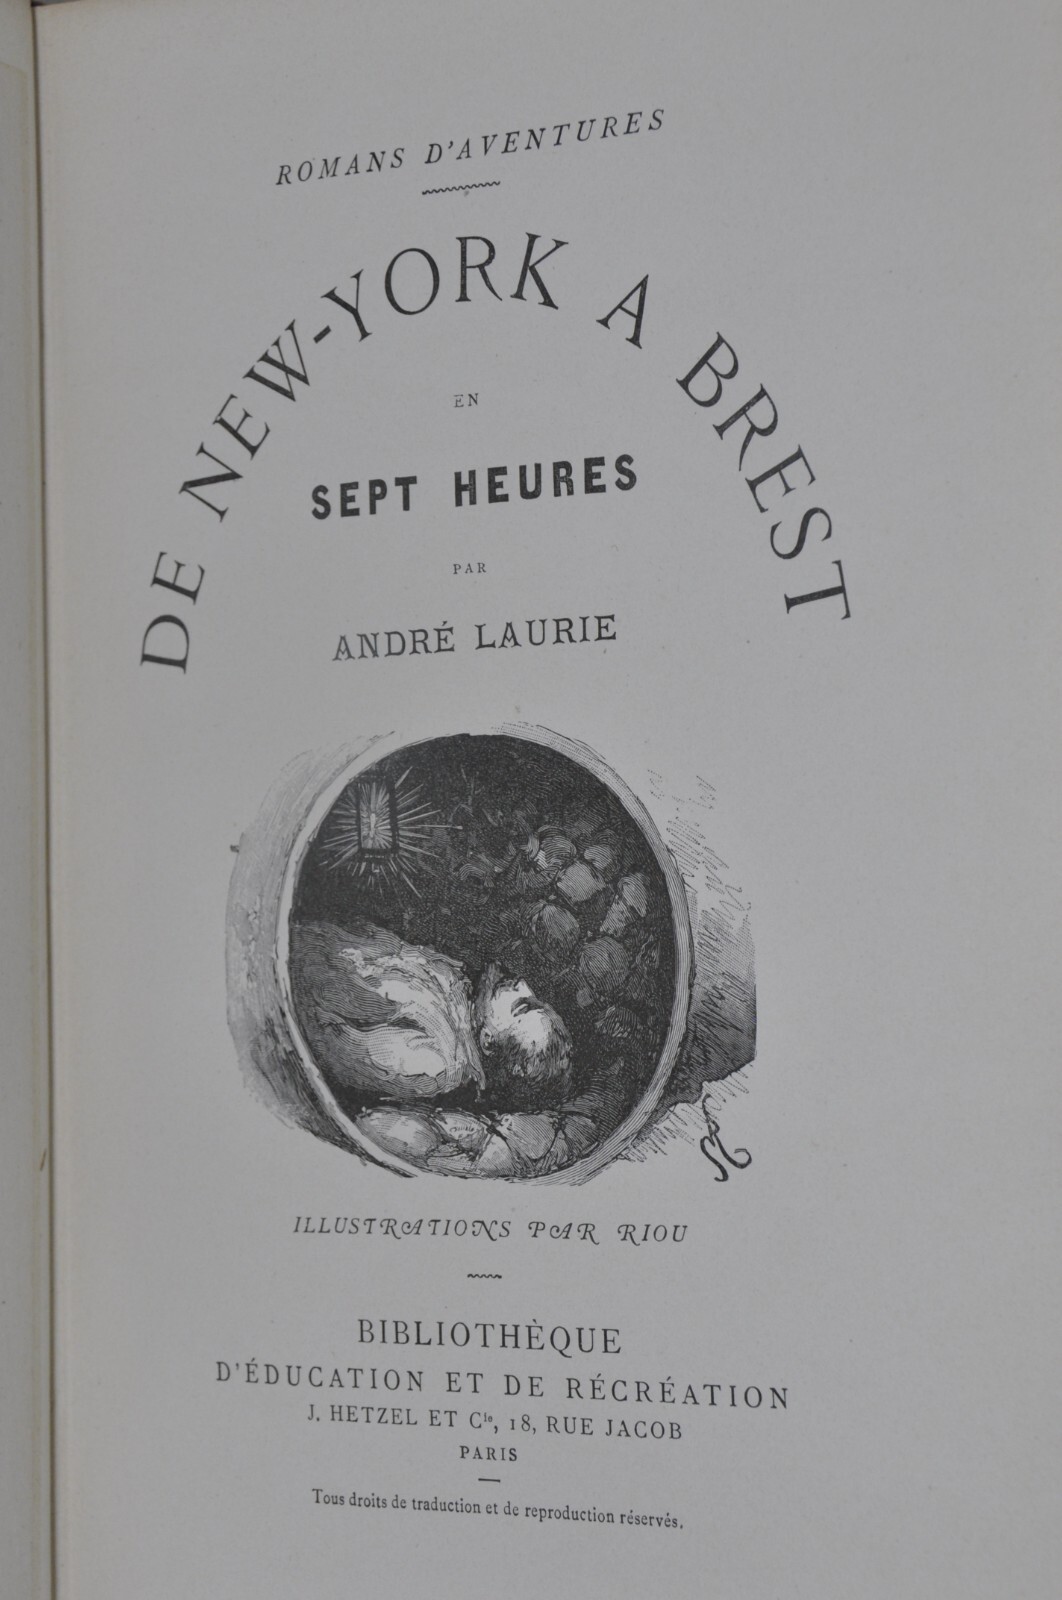 ROMANS D'AVENTURES
DE NEW-YORK A BREST
EN
SEPT HEURES
PAR
ANDRÉ LAURIE
Riou
ILLUSTRATIONS PAR RIOU
BIBLIOTHÈQUE
D'ÉDUCATION ET DE RÉCRÉATION
J. HETZEL ET Cie, 18, RUE JACOB
PARIS
Tous droits de traduction et de reproduction réservés.